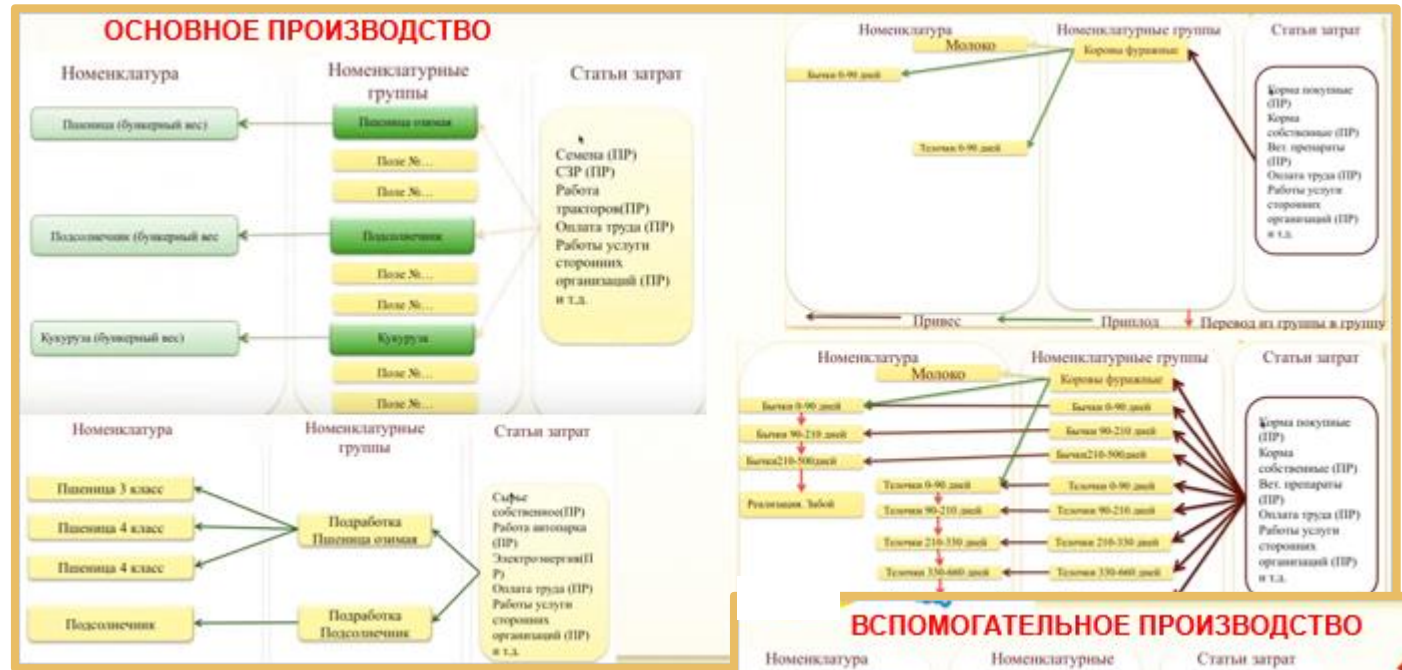 ОСНОВНОЕ ПРОИЗВОДСТВО
Номенклатура
Номенклатурные
группы
Статьи затрат
Пшеница (бункерный вес)
Пшеница озимая
Поле №...
Поле №...
Подсолнечник (бункерный вес
Подсолнечник
Поле №...
Поле №...
Кукуруза (бункерный вес)
Кукуруза
Поле №...
Поле №...
Семена (ПР)
СЗР (ПР)
Работа
тракторов(ПР)
Оплата труда (ПР)
Работы услуги
сторонних
организаций (ПР)
и т.д.
Номенклатура
Номенклатурные
группы
Статьи затрат
Пшеница 3 класс
Пшеница 4 класс
Пшеница 4 класс
Подсолнечник
Подработка
Пшеница озимая
Подработка
Подсолнечник
Сырье
собственное(ПР)
Работа автопарка
(ПР)
Электроэнергия(П
Р)
Оплата труда (ПР)
Работы услуги
сторонних
организаций (ПР)
и т.д.
Номенклатура
Номенклатурные группы
Статьи затрат
Молоко
Коровы фуражные
Бычки 0-90 дней
Телочки 0-90 дней
Корма покупные
(ПР)
Корма
собственные (ПР)
Вет. препараты
(ПР)
Оплата труда (ПР)
Работы услуги
сторонних
организаций (ПР)
и т.д.
Привес
Приплод
Перевод из группы в группу
Номенклатура
Номенклатурные группы
Статьи затрат
Молоко
Коровы фуражные
Бычки 0-90 дней
Бычки 0-90 дней
Бычки 90-210 дней
Бычки 90-210 дней
Бычки210-500дней
Бычки210-500дней
Реализация. Забой
Телочки 0-90 дней
Телочки 0-90 дней
Телочки 90-210 дней
Телочки 90-210 дней
Телочки 210-330 дней
Телочки 210-330 дней
Телочки 330-660 дней
Телочки 330-660 дней
Корма покупные
(ПР)
Корма
собственные (ПР)
Вет. препараты
(ПР)
Оплата труда (ПР)
Работы услуги
сторонних
организаций (ПР)
и т.д.
ВСПОМОГАТЕЛЬНОЕ ПРОИЗВОДСТВО
Номенклатура
Номенклатурные
Статьи затрат